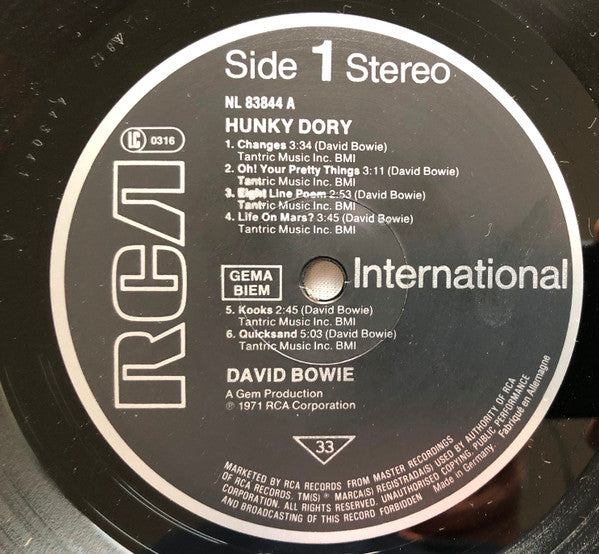 Side 1 Stereo
NL 83844 A
HUNKY DORY
LC 0316
1. Changes 3:34 (David Bowie)
Tantric Music Inc. BMI
2. Oh! Your Pretty Things 3:11 (David Bowie)
Tantric Music Inc. BMI
3. Eight Line Poem 2:53 (David Bowie)
Tantric Music Inc. BMI
4. Life On Mars? 3:45 (David Bowie)
Tantric Music Inc. BMI
RCA
GEMA
BIEM
International
5. Kooks 2:45 (David Bowie)
Tantric Music Inc. BMI
6. Quicksand 5:03 (David Bowie)
Tantric Music Inc. BMI
DAVID BOWIE
A Gem Production
℗ 1971 RCA Corporation
33
MARKETED BY RCA RECORDS FROM MASTER RECORDINGS
OF RCA RECORDS. TM(S) ® MARCA(S) REGISTRADA(S) USED BY AUTHORITY OF RCA
CORPORATION. ALL RIGHTS RESERVED. UNAUTHORISED COPYING, PUBLIC PERFORMANCE
AND BROADCASTING OF THIS RECORD FORBIDDEN
Made in Germany. Fabriqué en Allemagne